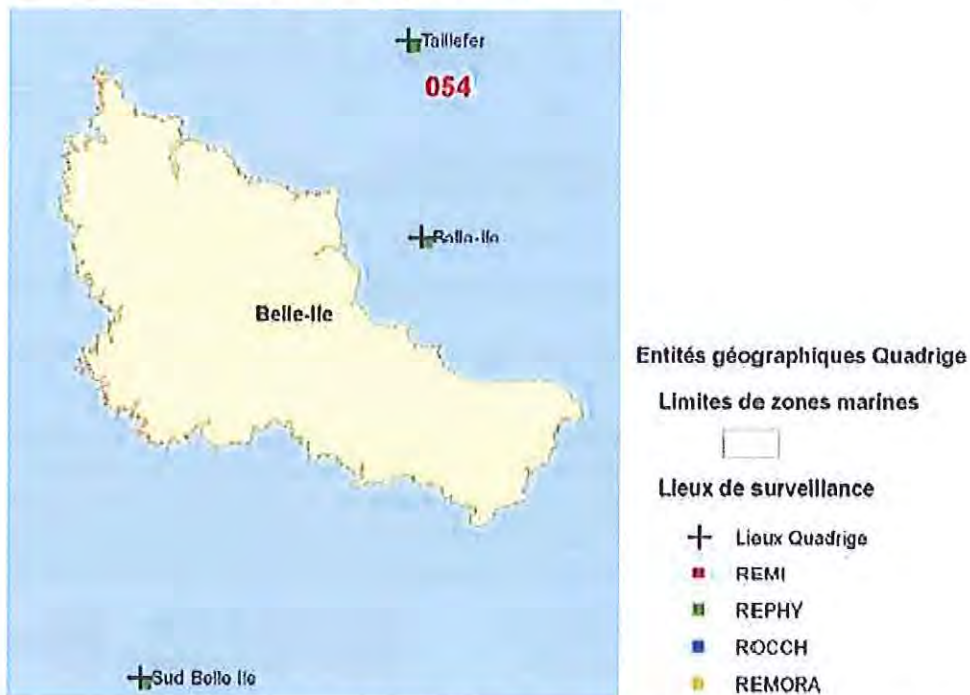 Taillefer
054
Belle-Ile
Belle-Ile
Sud Belle Ile
Entités géographiques Quadrige
Limites de zones marines
Lieux de surveillance
Lieux Quadrige
REMI
REPHY
ROCCH
REMORA